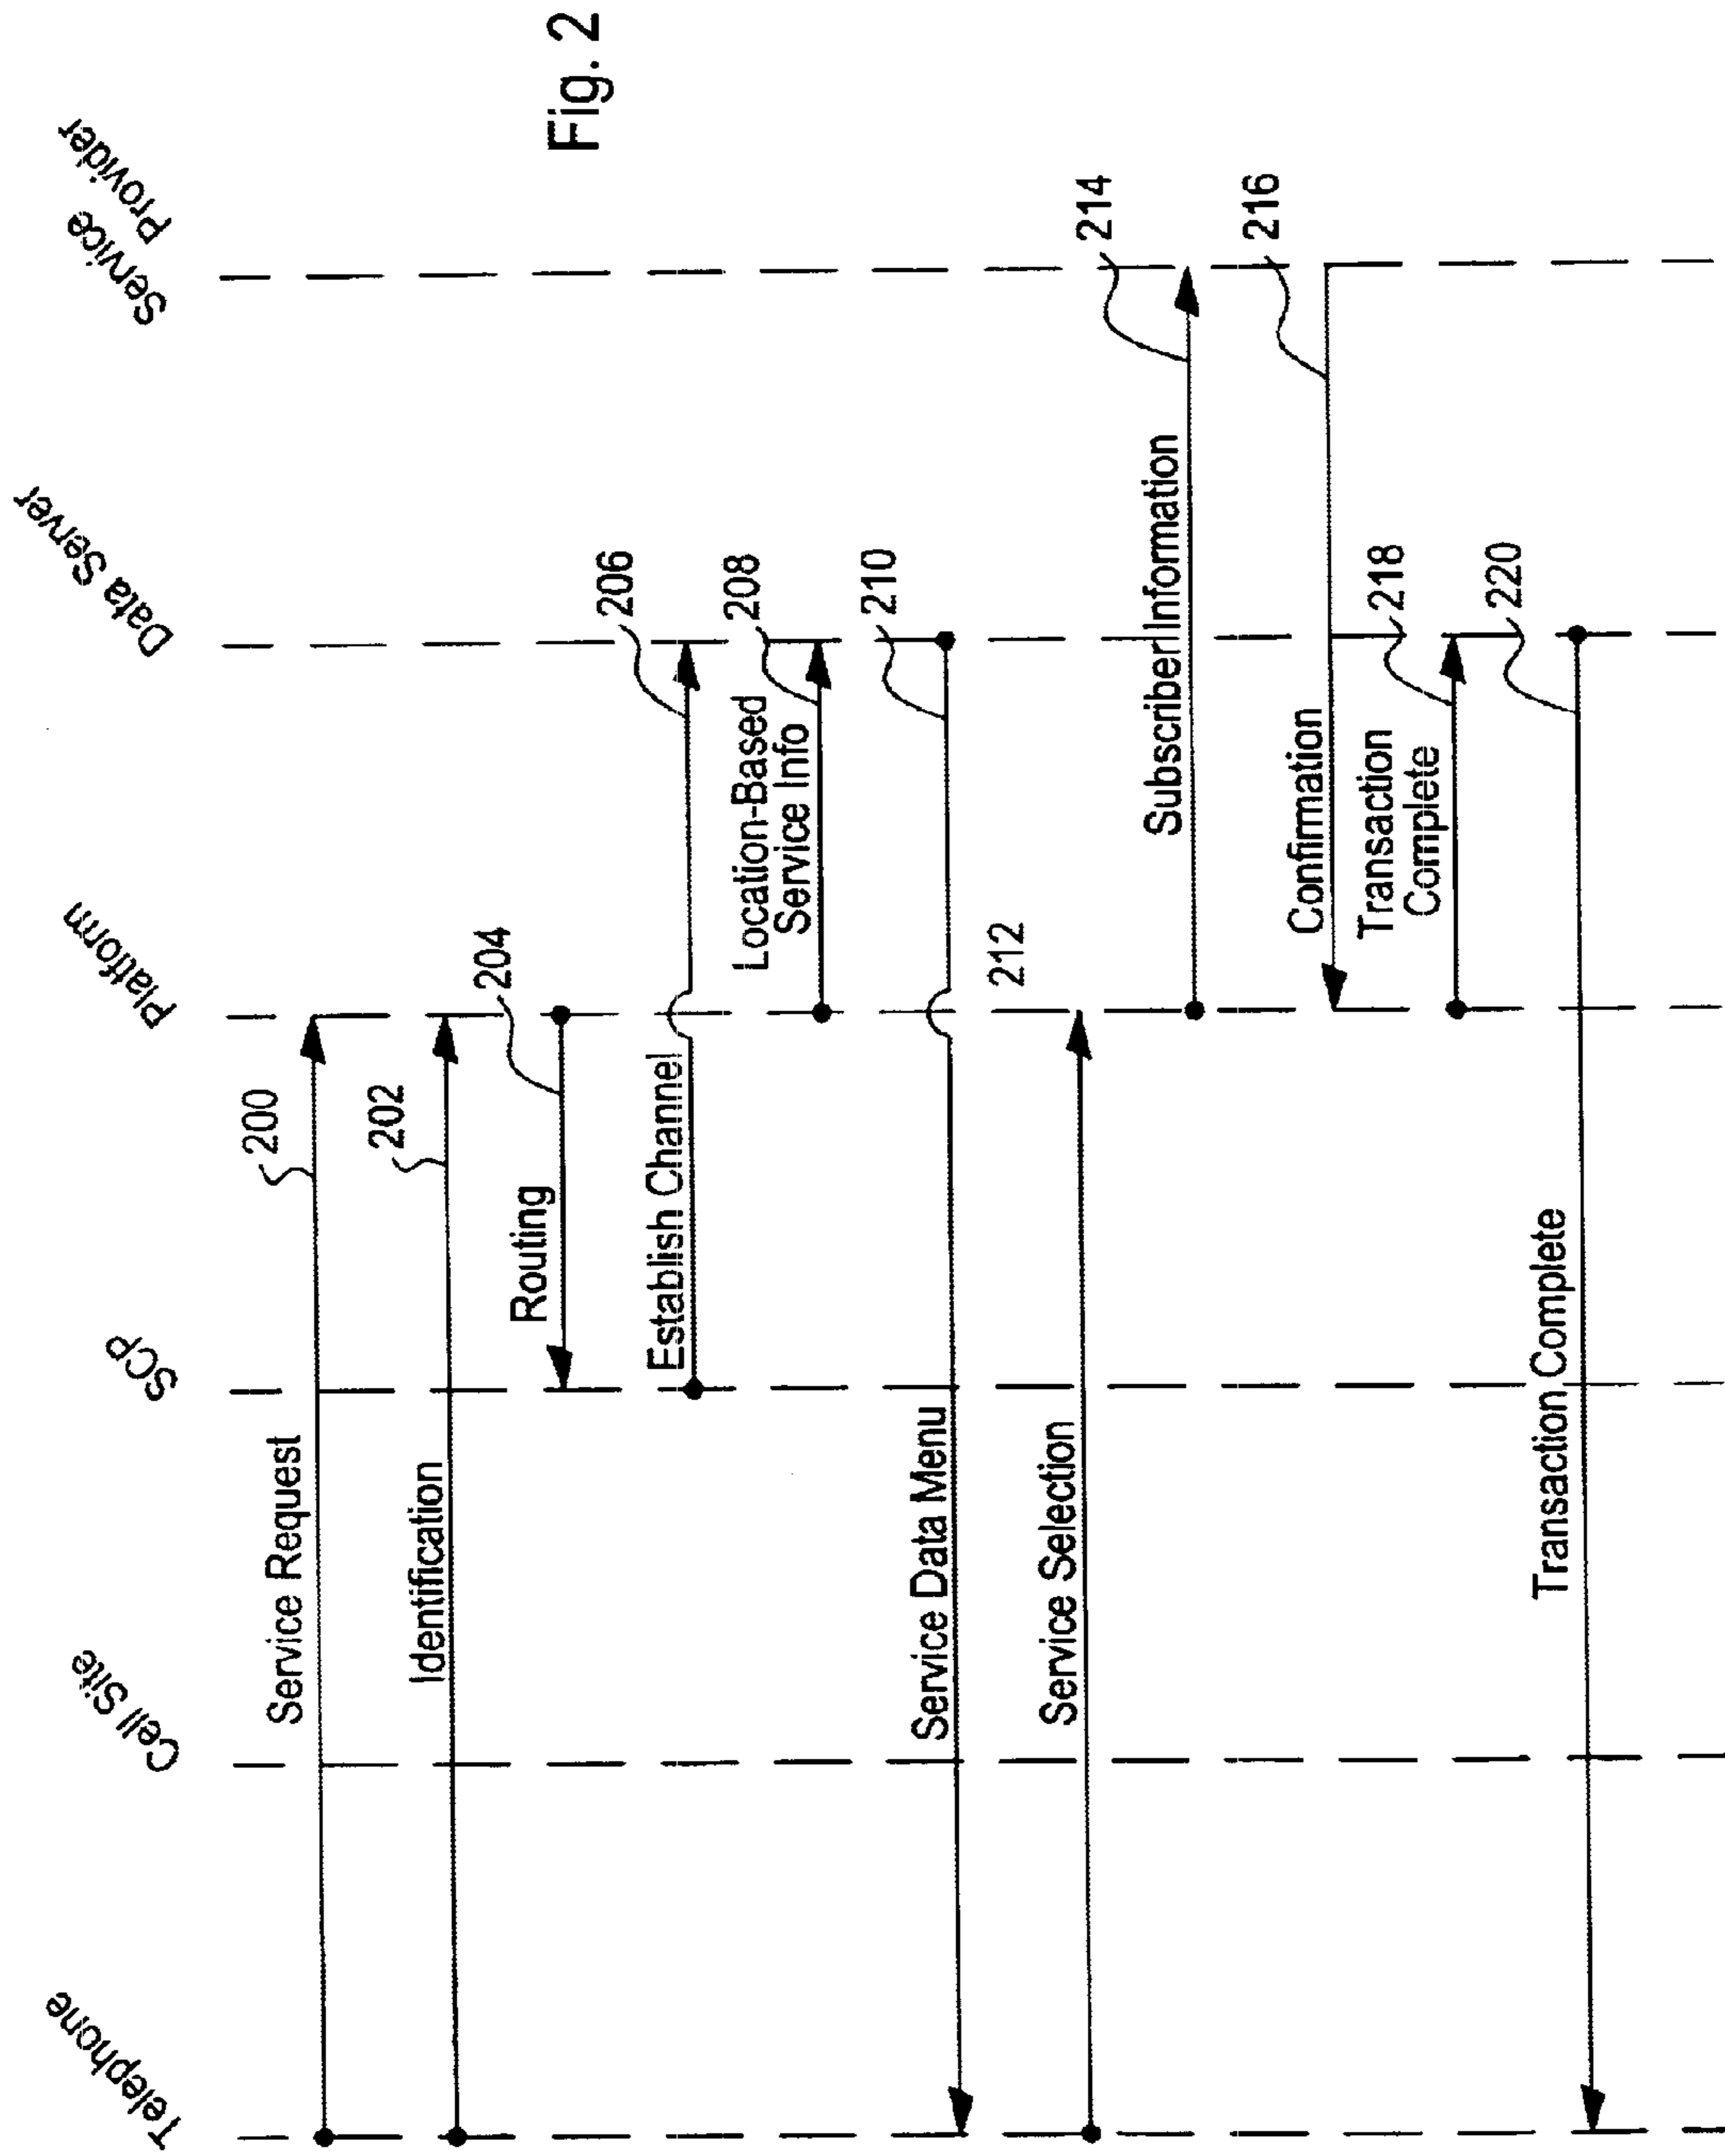 Telephone
Cell Site
SCP
Platform
Data Server
Service
Provider
200
Service Request
202
Identification
204
Routing
206
Establish Channel
208
Location-Based
Service Info
210
Service Data Menu
212
Service Selection
214
Subscriber Information
216
Confirmation
218
Transaction
Complete
220
Transaction Complete
Fig. 2